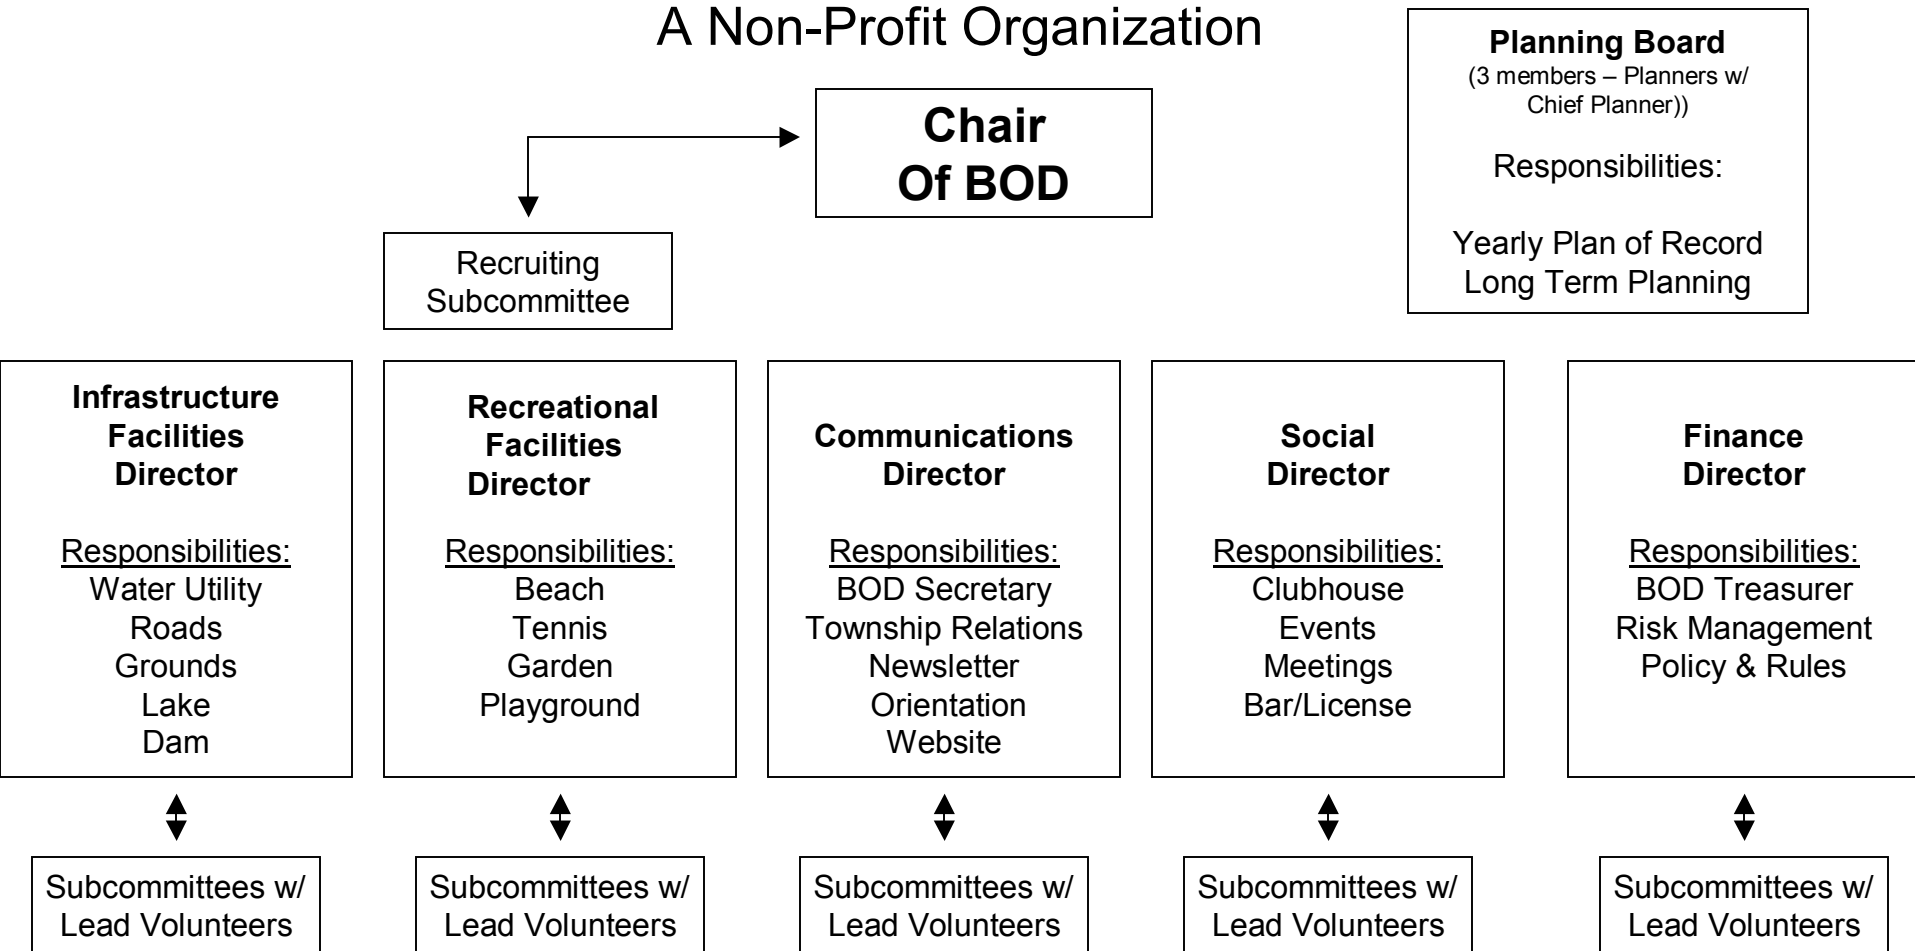 A Non-Profit Organization
Planning Board
(3 members – Planners w/
Chief Planner))
Responsibilities:
Yearly Plan of Record
Long Term Planning
Chair
Of BOD
Recruiting
Subcommittee
Infrastructure
Facilities
Director
Responsibilities:
Water Utility
Roads
Grounds
Lake
Dam
Recreational
Facilities
Director
Responsibilities:
Beach
Tennis
Garden
Playground
Communications
Director
Responsibilities:
BOD Secretary
Township Relations
Newsletter
Orientation
Website
Social
Director
Responsibilities:
Clubhouse
Events
Meetings
Bar/License
Finance
Director
Responsibilities:
BOD Treasurer
Risk Management
Policy & Rules
Subcommittees w/
Lead Volunteers
Subcommittees w/
Lead Volunteers
Subcommittees w/
Lead Volunteers
Subcommittees w/
Lead Volunteers
Subcommittees w/
Lead Volunteers